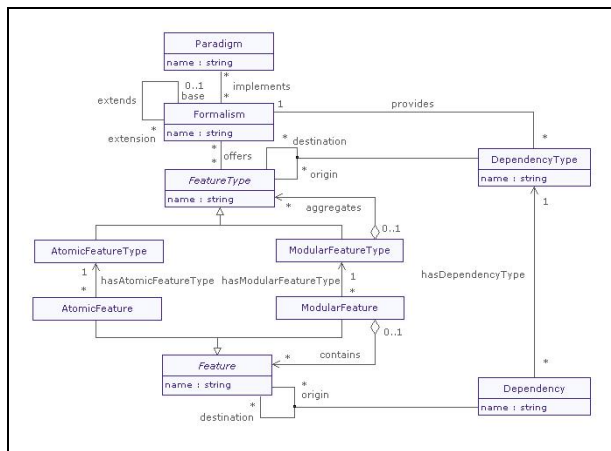 Paradigm
name : string
*
implements
*
0..1
base
extends
extension
*
Formalism
name : string
1
provides
*
*
offers
*
*
destination
*
origin
FeatureType
name : string
DependencyType
name : string
1
*
aggregates
0..1
AtomicFeatureType
ModularFeatureType
1
hasAtomicFeatureType
*
hasModularFeatureType
1
*
hasDependencyType
AtomicFeature
ModularFeature
0..1
*
contains
Feature
name : string
*
origin
*
destination
*
Dependency
name : string